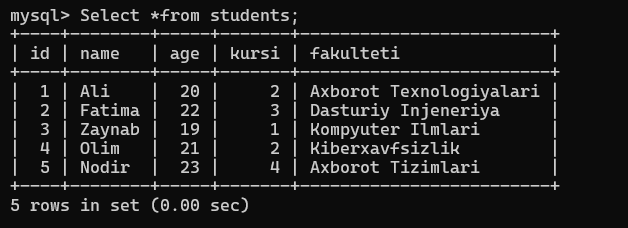 mysql> Select *from students;
+----+--------+-----+-------+------------------------+
| id | name   | age | kursi | fakulteti              |
+----+--------+-----+-------+------------------------+
|  1 | Ali    |  20 |     2 | Axborot Texnologiyalari |
|  2 | Fatima |  22 |     3 | Dasturiy Injeneriya    |
|  3 | Zaynab |  19 |     1 | Kompyuter Ilmlari      |
|  4 | Olim   |  21 |     2 | Kiberxavfsizlik        |
|  5 | Nodir  |  23 |     4 | Axborot Tizimlari      |
+----+--------+-----+-------+------------------------+
5 rows in set (0.00 sec)